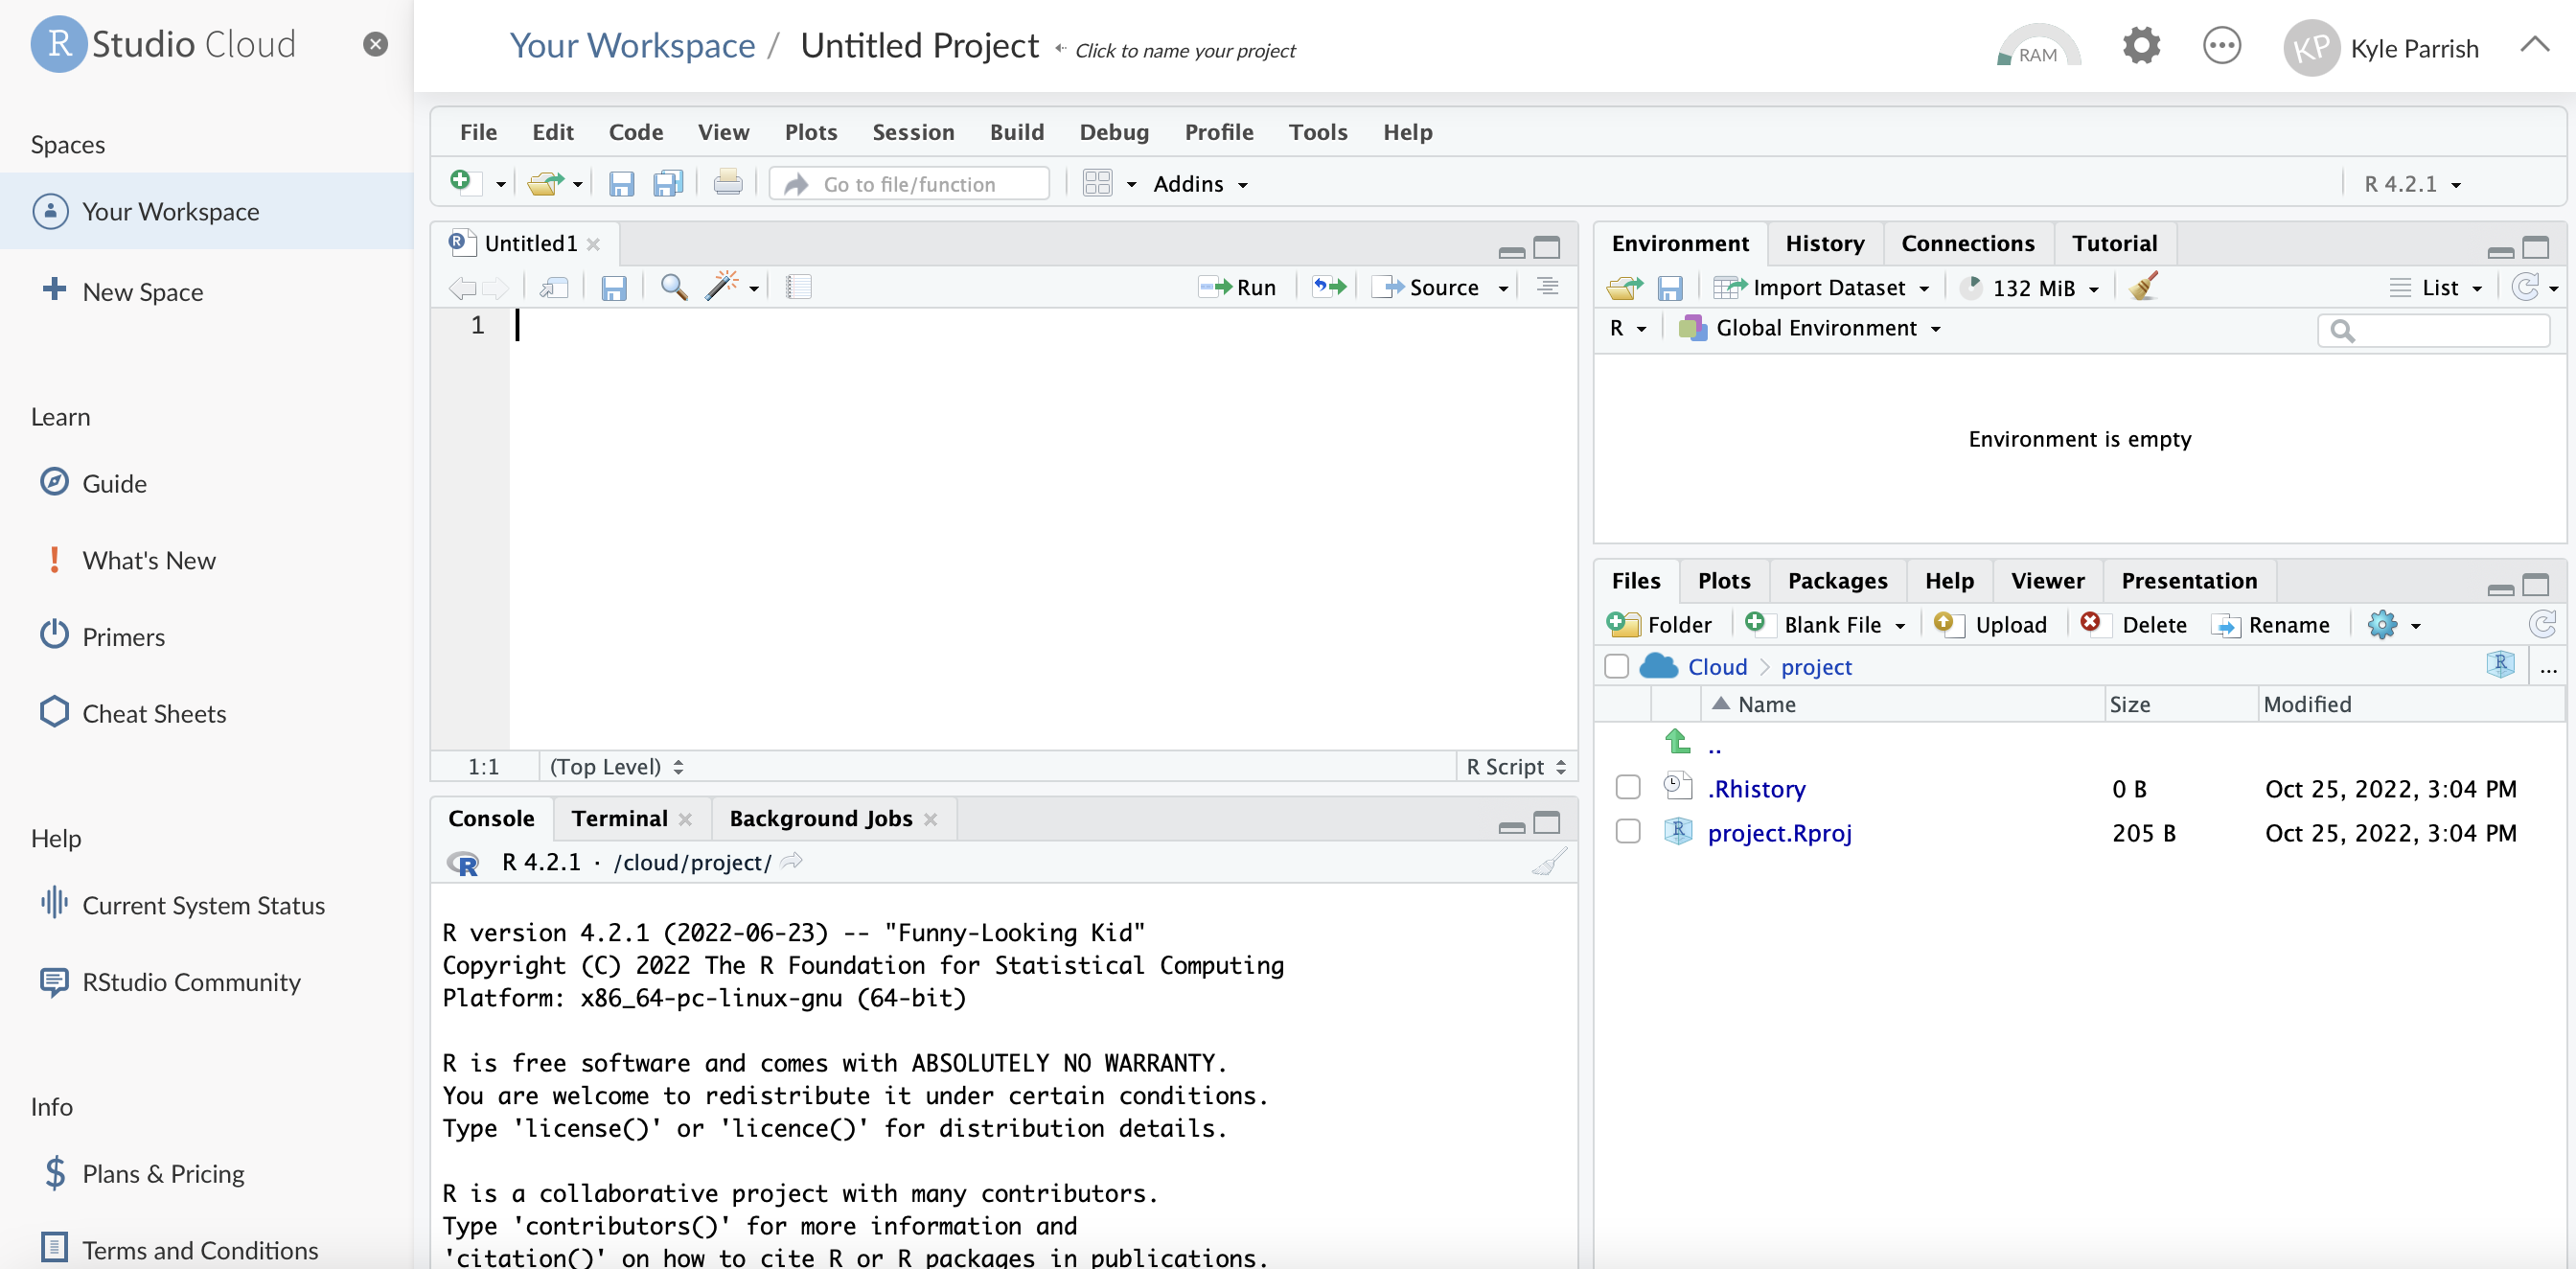 R Studio Cloud
Your Workspace / Untitled Project Click to name your project
RAM
KP Kyle Parrish
Spaces
Your Workspace
New Space
Learn
Guide
What's New
Primers
Cheat Sheets
Help
Current System Status
RStudio Community
Info
Plans & Pricing
Terms and Conditions
File Edit Code View Plots Session Build Debug Profile Tools Help
Go to file/function Addins R 4.2.1
Untitled1
Run Source
1
1:1 (Top Level) R Script
Console Terminal Background Jobs
R 4.2.1 · /cloud/project/
R version 4.2.1 (2022-06-23) -- "Funny-Looking Kid"
Copyright (C) 2022 The R Foundation for Statistical Computing
Platform: x86_64-pc-linux-gnu (64-bit)
R is free software and comes with ABSOLUTELY NO WARRANTY.
You are welcome to redistribute it under certain conditions.
Type 'license()' or 'licence()' for distribution details.
R is a collaborative project with many contributors.
Type 'contributors()' for more information and
'citation()' on how to cite R or R packages in publications.
Environment History Connections Tutorial
Import Dataset 132 MiB List
R Global Environment
Environment is empty
Files Plots Packages Help Viewer Presentation
Folder Blank File Upload Delete Rename
Cloud project ...
Name Size Modified
..
.Rhistory 0 B Oct 25, 2022, 3:04 PM
project.Rproj 205 B Oct 25, 2022, 3:04 PM